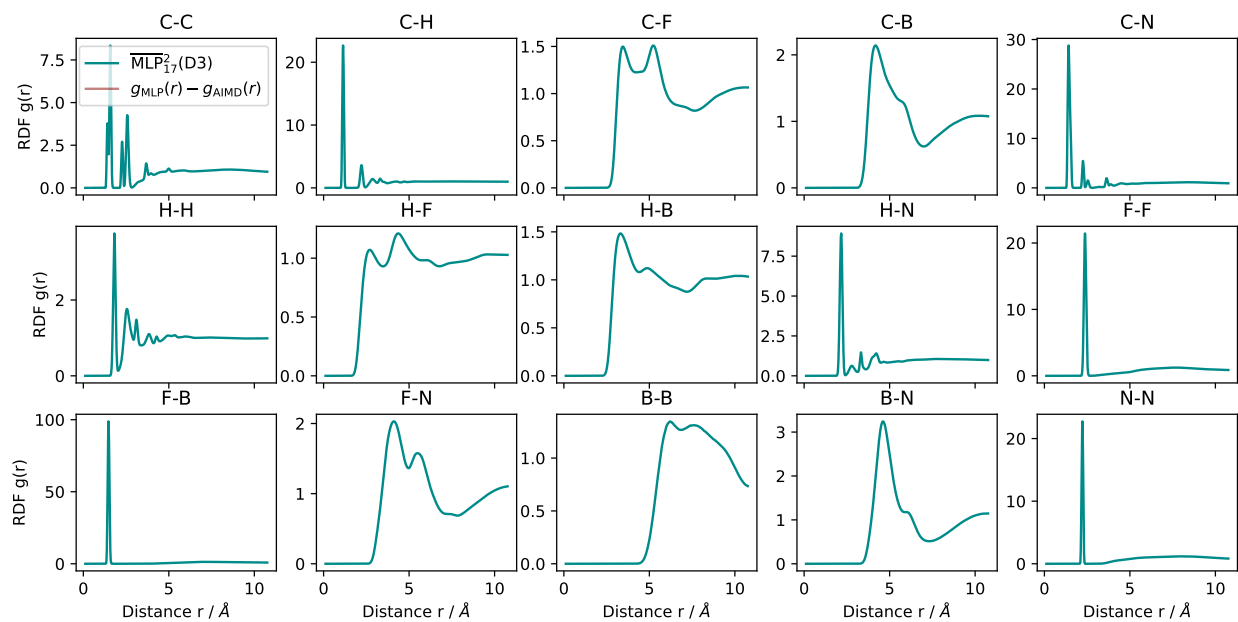 C-C
C-H
C-F
C-B
C-N
RDF g(r)
7.5
5.0
2.5
0.0
MLP²₁₇(D3)
g_MLP(r) − g_AIMD(r)
20
10
0
1.5
1.0
0.5
0.0
2
1
0
30
20
10
0
H-H
H-F
H-B
H-N
F-F
RDF g(r)
2
0
1.0
0.5
0.0
1.5
1.0
0.5
0.0
7.5
5.0
2.5
0.0
20
10
0
F-B
F-N
B-B
B-N
N-N
RDF g(r)
100
50
0
2
1
0
1.0
0.5
0.0
3
2
1
0
20
10
0
0 5 10
0 5 10
0 5 10
0 5 10
0 5 10
Distance r / Å
Distance r / Å
Distance r / Å
Distance r / Å
Distance r / Å